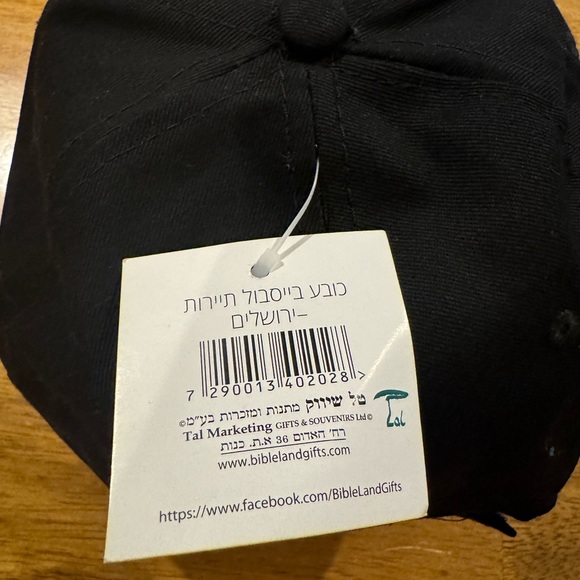 כובע בייסבול תיירות
–ירושלים
7 290013 402028 >
טל שיווק מתנות ומזכרות בע"מ©
Tal Marketing GIFTS & SOUVENIRS Ltd ©
Tal
רח' האדום 36 א.ת. כנות
www.biblelandgifts.com
https://www.facebook.com/BibleLandGifts